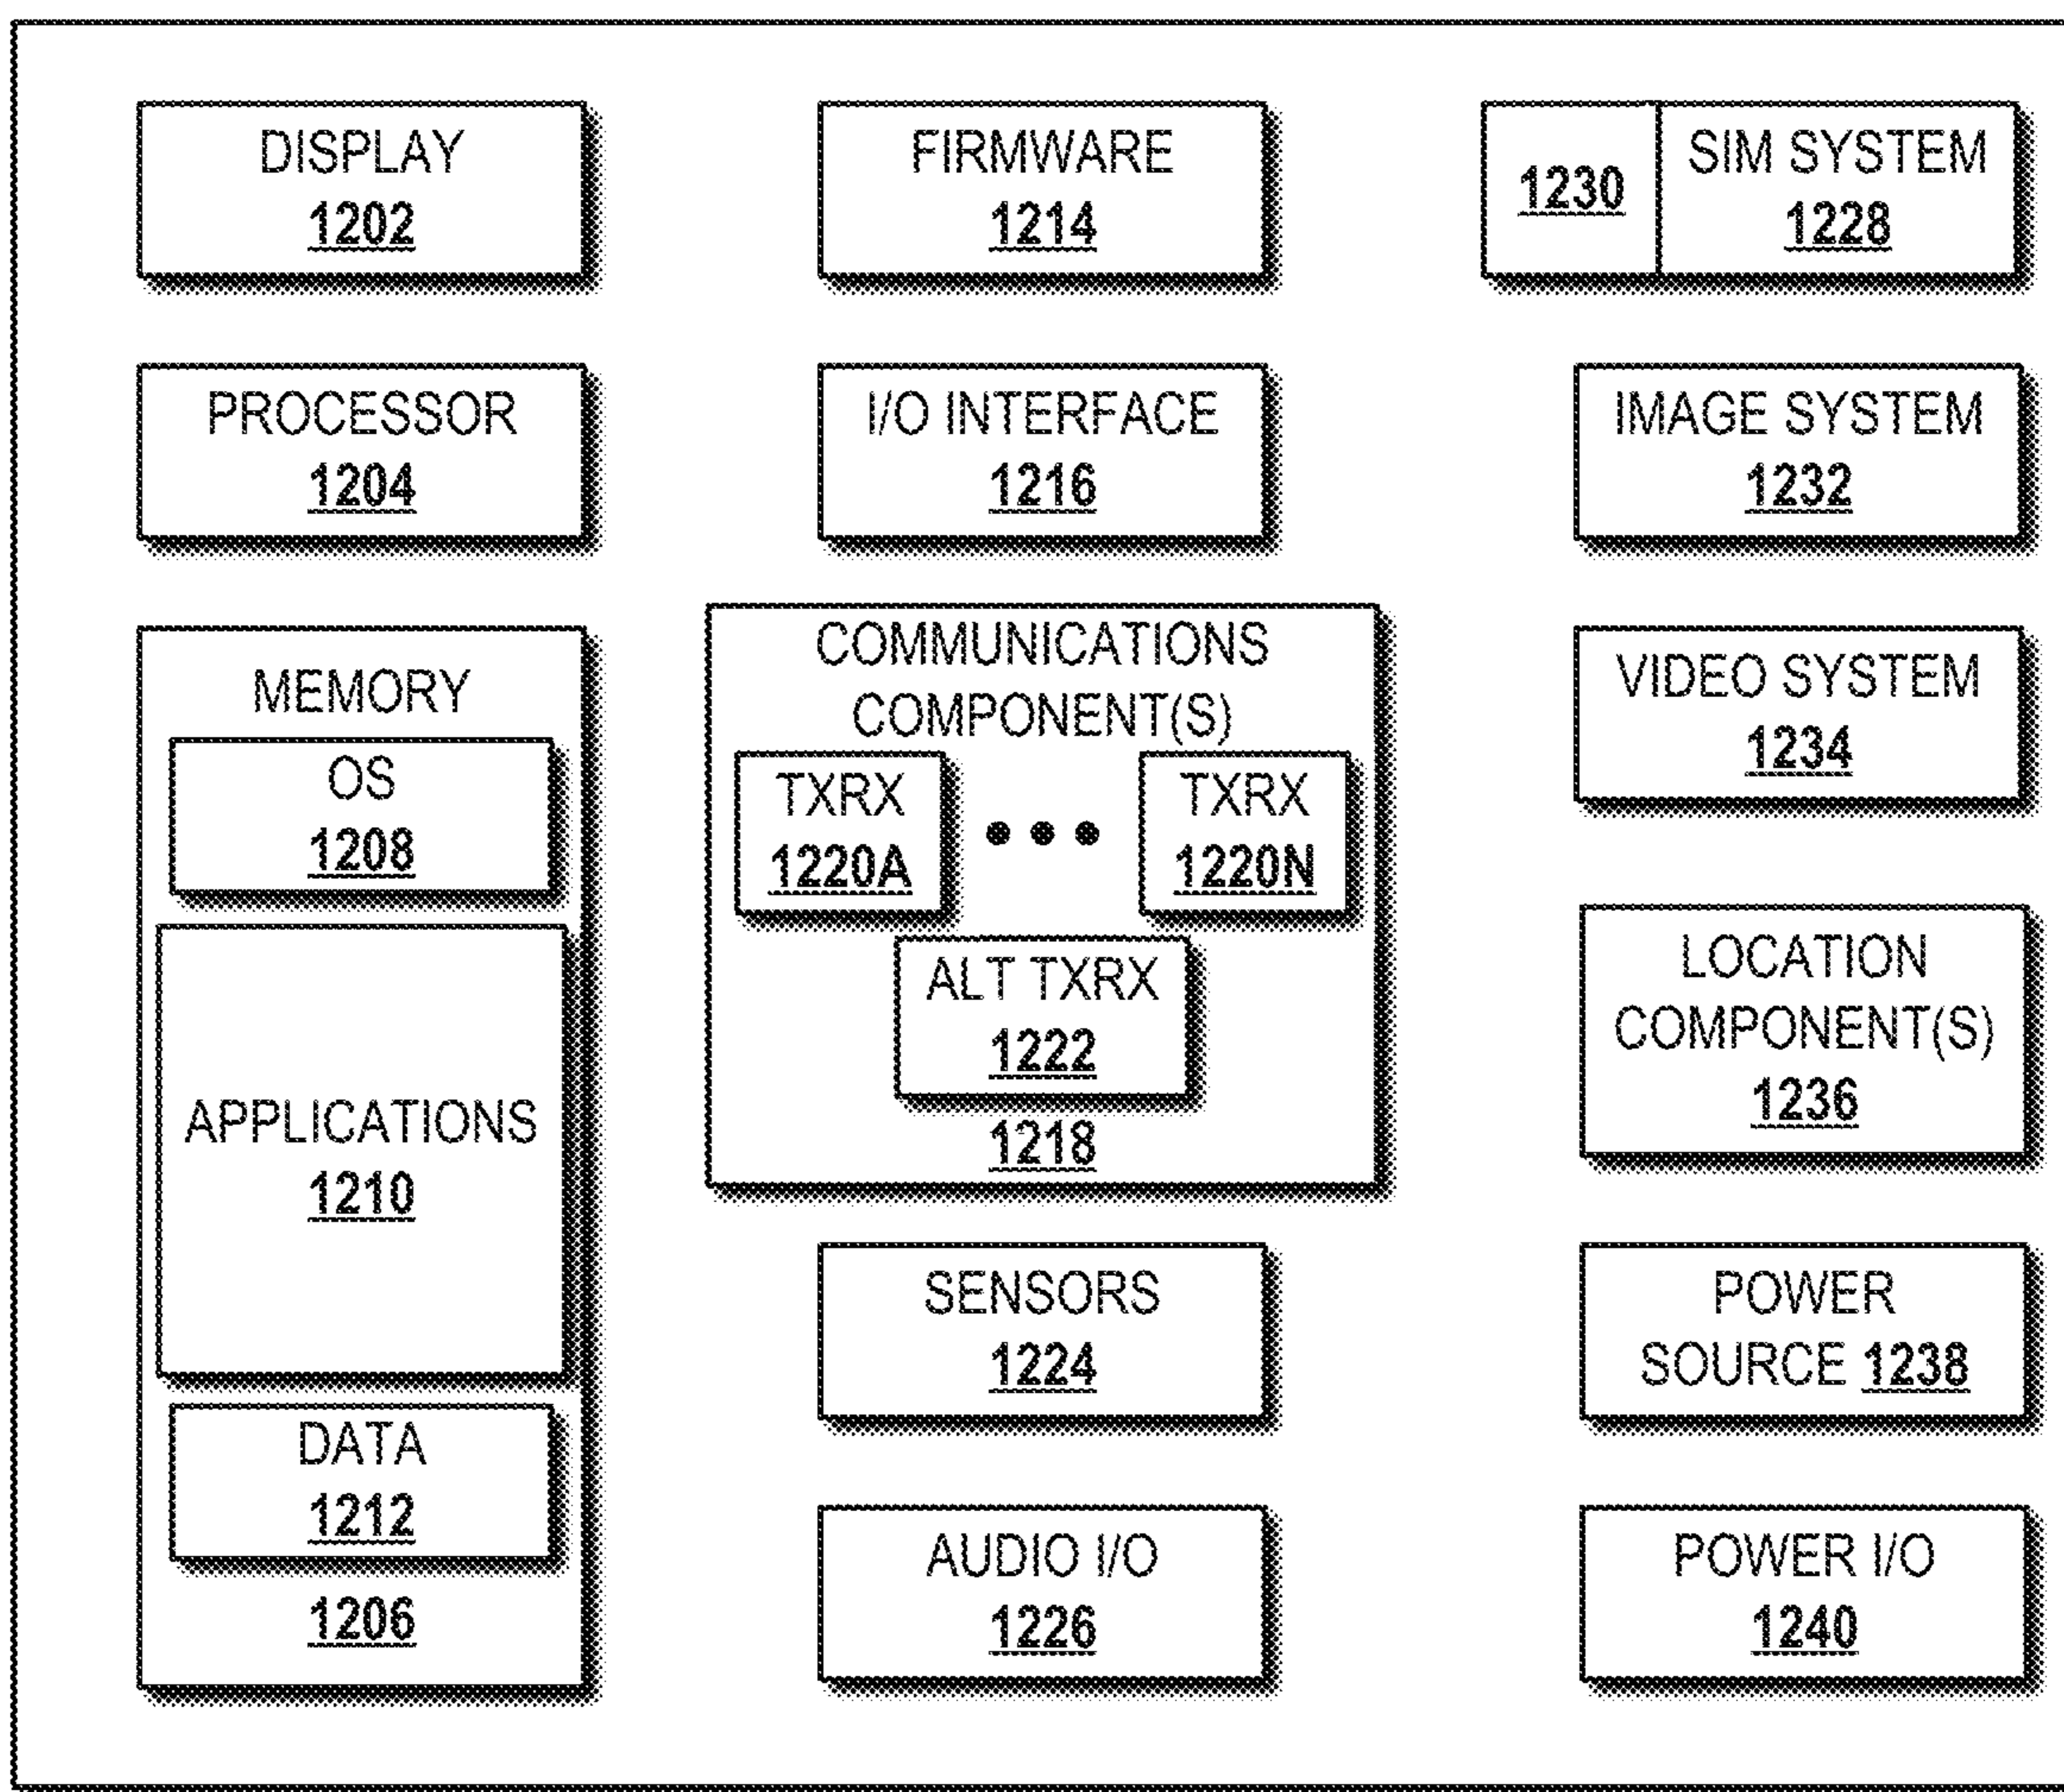 DISPLAY
1202
PROCESSOR
1204
MEMORY
OS
1208
APPLICATIONS
1210
DATA
1212
1206
FIRMWARE
1214
I/O INTERFACE
1216
COMMUNICATIONS
COMPONENT(S)
TXRX
1220A
TXRX
1220N
ALT TXRX
1222
1218
SENSORS
1224
AUDIO I/O
1226
1230
SIM SYSTEM
1228
IMAGE SYSTEM
1232
VIDEO SYSTEM
1234
LOCATION
COMPONENT(S)
1236
POWER
SOURCE 1238
POWER I/O
1240